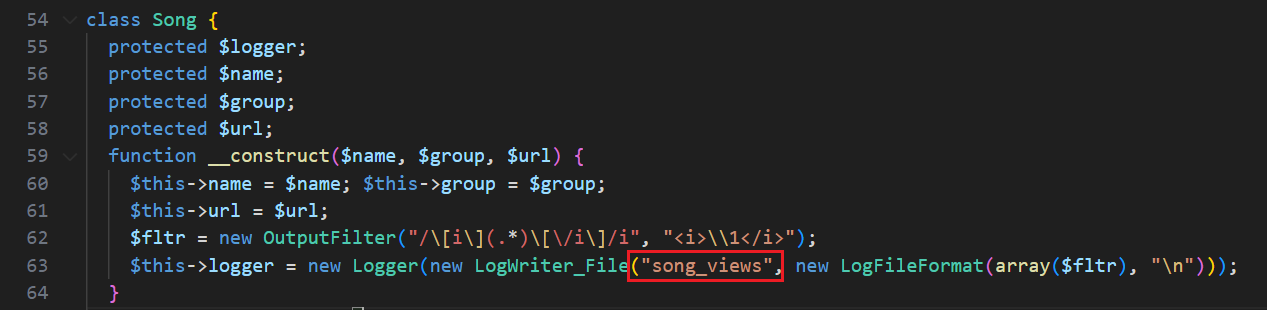 54 class Song {
55 protected $logger;
56 protected $name;
57 protected $group;
58 protected $url;
59 function __construct($name, $group, $url) {
60 $this->name = $name; $this->group = $group;
61 $this->url = $url;
62 $fltr = new OutputFilter("/\[i\](.*)\[\/i\]/i", "<i>\\1</i>");
63 $this->logger = new Logger(new LogWriter_File("song_views", new LogFileFormat(array($fltr), "\n")));
64 }